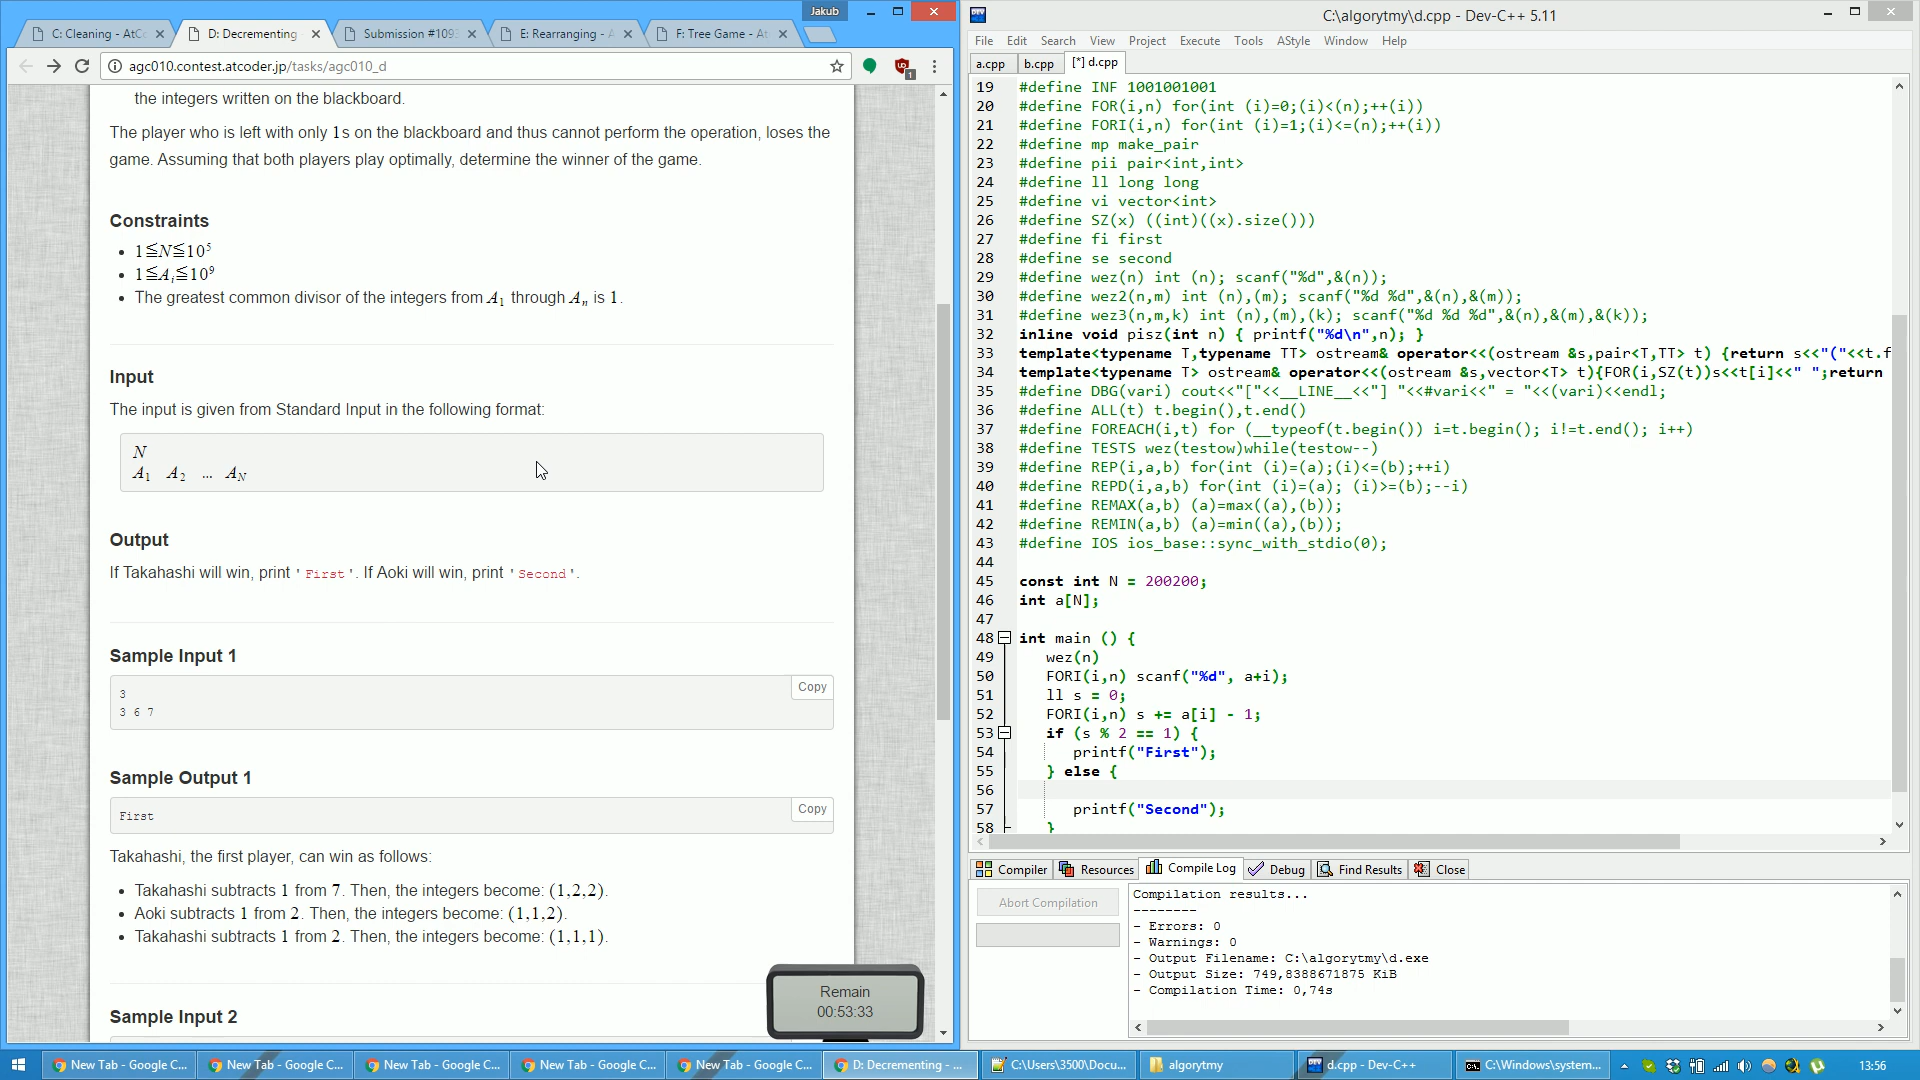 Jakub
C: Cleaning - AtC
D: Decrementing
Submission #1093
E: Rearranging - A
F: Tree Game - At
agc010.contest.atcoder.jp/tasks/agc010_d
the integers written on the blackboard.
The player who is left with only 1s on the blackboard and thus cannot perform the operation, loses the
game. Assuming that both players play optimally, determine the winner of the game.
Constraints
1≦N≦10⁵
1≦Aᵢ≦10⁹
The greatest common divisor of the integers from A₁ through Aₙ is 1.
Input
The input is given from Standard Input in the following format:
N
A₁ A₂ ... A_N
Output
If Takahashi will win, print 'First'. If Aoki will win, print 'Second'.
Sample Input 1
Copy
3
3 6 7
Sample Output 1
Copy
First
Takahashi, the first player, can win as follows:
Takahashi subtracts 1 from 7. Then, the integers become: (1,2,2).
Aoki subtracts 1 from 2. Then, the integers become: (1,1,2).
Takahashi subtracts 1 from 2. Then, the integers become: (1,1,1).
Remain
00:53:33
Sample Input 2
C:\algorytmy\d.cpp - Dev-C++ 5.11
File Edit Search View Project Execute Tools AStyle Window Help
a.cpp b.cpp [*] d.cpp
19 #define INF 1001001001
20 #define FOR(i,n) for(int (i)=0;(i)<(n);++(i))
21 #define FORI(i,n) for(int (i)=1;(i)<=(n);++(i))
22 #define mp make_pair
23 #define pii pair<int,int>
24 #define ll long long
25 #define vi vector<int>
26 #define SZ(x) ((int)((x).size()))
27 #define fi first
28 #define se second
29 #define wez(n) int (n); scanf("%d",&(n));
30 #define wez2(n,m) int (n),(m); scanf("%d %d",&(n),&(m));
31 #define wez3(n,m,k) int (n),(m),(k); scanf("%d %d %d",&(n),&(m),&(k));
32 inline void pisz(int n) { printf("%d\n",n); }
33 template<typename T,typename TT> ostream& operator<<(ostream &s,pair<T,TT> t) {return s<<"("<<t.f
34 template<typename T> ostream& operator<<(ostream &s,vector<T> t){FOR(i,SZ(t))s<<t[i]<<" ";return
35 #define DBG(vari) cout<<"["<<__LINE__<<"] "<<#vari<<" = "<<(vari)<<endl;
36 #define ALL(t) t.begin(),t.end()
37 #define FOREACH(i,t) for (__typeof(t.begin()) i=t.begin(); i!=t.end(); i++)
38 #define TESTS wez(testow)while(testow--)
39 #define REP(i,a,b) for(int (i)=(a);(i)<=(b);++i)
40 #define REPD(i,a,b) for(int (i)=(a); (i)>=(b);--i)
41 #define REMAX(a,b) (a)=max((a),(b));
42 #define REMIN(a,b) (a)=min((a),(b));
43 #define IOS ios_base::sync_with_stdio(0);
44
45 const int N = 200200;
46 int a[N];
47
48 int main () {
49 wez(n)
50 FORI(i,n) scanf("%d", a+i);
51 ll s = 0;
52 FORI(i,n) s += a[i] - 1;
53 if (s % 2 == 1) {
54 printf("First");
55 } else {
56
57 printf("Second");
58 }
Compiler Resources Compile Log Debug Find Results Close
Abort Compilation
Compilation results...
--------
- Errors: 0
- Warnings: 0
- Output Filename: C:\algorytmy\d.exe
- Output Size: 749,8388671875 KiB
- Compilation Time: 0,74s
New Tab - Google C...
New Tab - Google C...
New Tab - Google C...
New Tab - Google C...
New Tab - Google C...
D: Decrementing - ...
C:\Users\3500\Docu...
algorytmy
d.cpp - Dev-C++
C:\Windows\system...
13:56